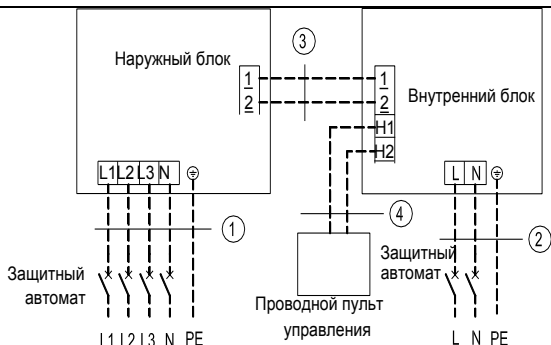 Наружный блок
3
1
2
1
2
H1
H2
Внутренний блок
L1 L2 L3 N
L N
1
4
2
Защитный
автомат
Защитный
автомат
Проводной пульт
управления
L1 L2 L3 N PE
L N PE